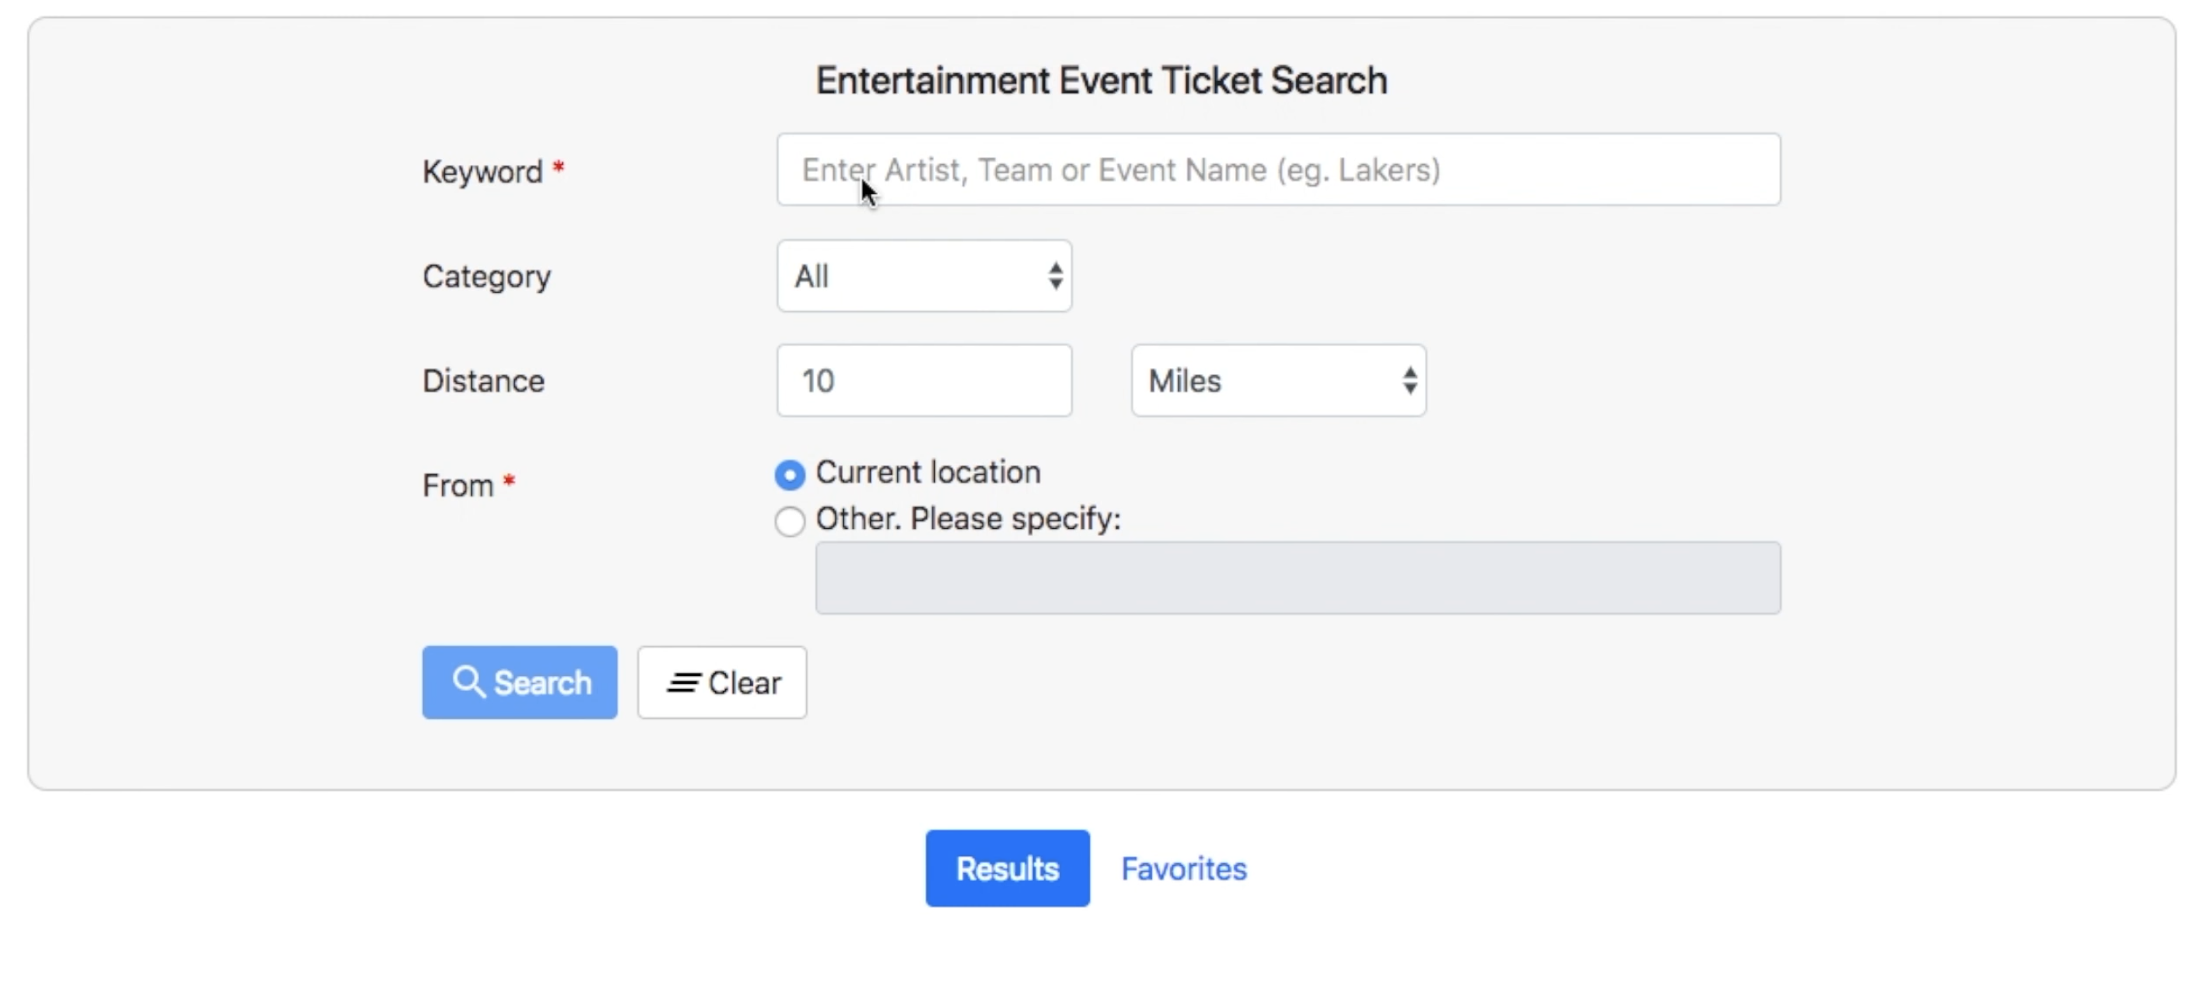 Entertainment Event Ticket Search
Keyword *
Enter Artist, Team or Event Name (eg. Lakers)
Category
All
Distance
10
Miles
From *
Current location
Other. Please specify:
Search
Clear
Results
Favorites